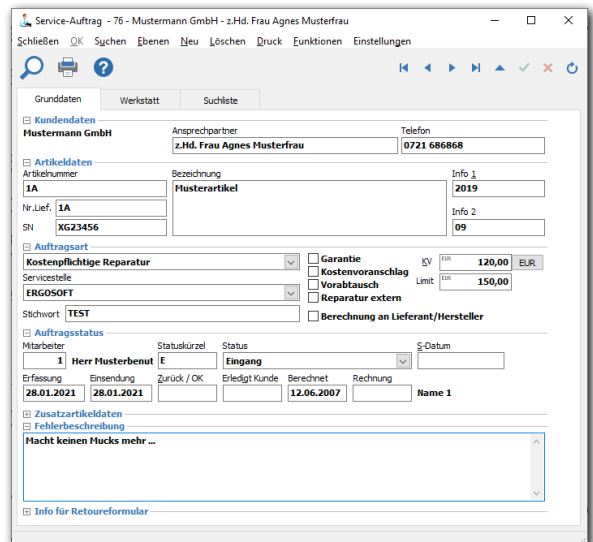 Service-Auftrag - 76 - Mustermann GmbH - z.Hd. Frau Agnes Musterfrau
Schließen OK Suchen Ebenen Neu Löschen Druck Funktionen Einstellungen
Grunddaten Werkstatt Suchliste
Kundendaten
Ansprechpartner Telefon
Mustermann GmbH z.Hd. Frau Agnes Musterfrau 0721 686868
Artikeldaten
Artikelnummer Bezeichnung Info 1
1A Musterartikel 2019
Nr.Lief. 1A
Info 2
SN XG23456 09
Auftragsart
Kostenpflichtige Reparatur Garantie KV EUR 120,00 EUR
Kostenvoranschlag
Servicestelle Vorabtausch Limit EUR 150,00
ERGOSOFT Reparatur extern
Stichwort TEST Berechnung an Lieferant/Hersteller
Auftragsstatus
Mitarbeiter Statuskürzel Status S-Datum
1 Herr Musterbenut E Eingang
Erfassung Einsendung Zurück / OK Erledigt Kunde Berechnet Rechnung
28.01.2021 28.01.2021 12.06.2007 Name 1
Zusatzartikeldaten
Fehlerbeschreibung
Macht keinen Mucks mehr ...
Info für Retoureformular